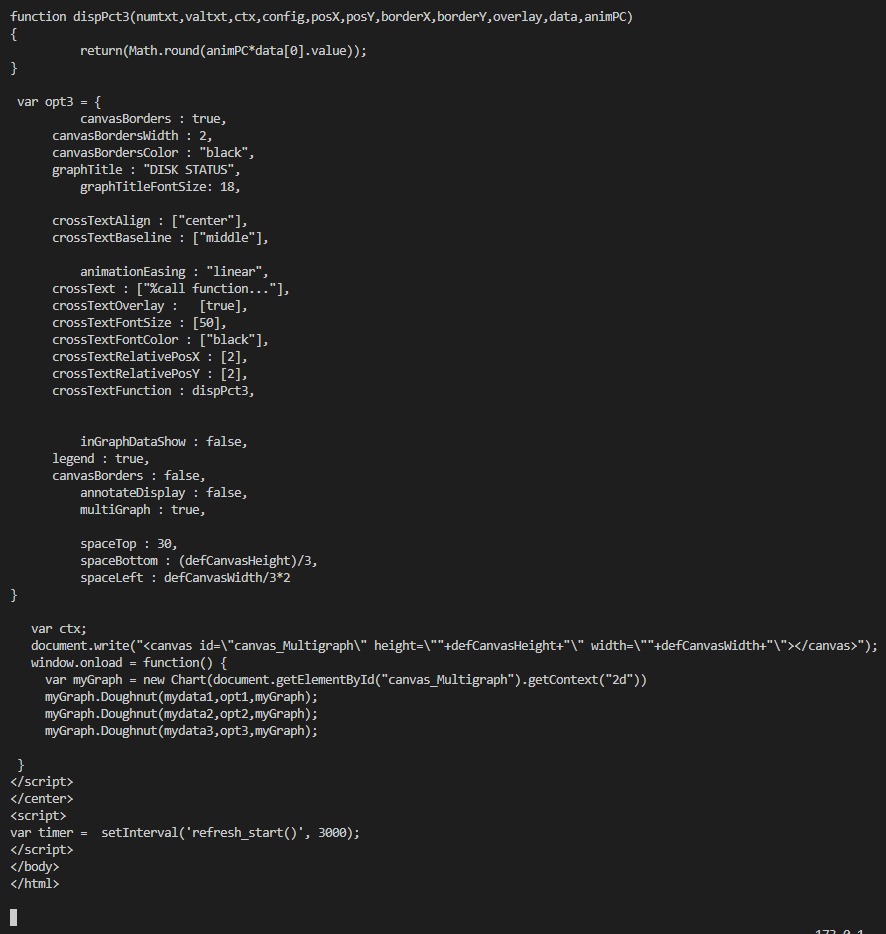 function dispPct3(numtxt,valtxt,ctx,config,posX,posY,borderX,borderY,overlay,data,animPC)
{
return(Math.round(animPC*data[0].value));
}
var opt3 = {
canvasBorders : true,
canvasBordersWidth : 2,
canvasBordersColor : "black",
graphTitle : "DISK STATUS",
graphTitleFontSize: 18,
crossTextAlign : ["center"],
crossTextBaseline : ["middle"],
animationEasing : "linear",
crossText : ["%call function..."],
crossTextOverlay :   [true],
crossTextFontSize : [50],
crossTextFontColor : ["black"],
crossTextRelativePosX : [2],
crossTextRelativePosY : [2],
crossTextFunction : dispPct3,
inGraphDataShow : false,
legend : true,
canvasBorders : false,
annotateDisplay : false,
multiGraph : true,
spaceTop : 30,
spaceBottom : (defCanvasHeight)/3,
spaceLeft : defCanvasWidth/3*2
}
var ctx;
document.write("<canvas id=\"canvas_Multigraph\" height=\""+defCanvasHeight+"\" width=\""+defCanvasWidth+"\"></canvas>");
window.onload = function() {
var myGraph = new Chart(document.getElementById("canvas_Multigraph").getContext("2d"))
myGraph.Doughnut(mydata1,opt1,myGraph);
myGraph.Doughnut(mydata2,opt2,myGraph);
myGraph.Doughnut(mydata3,opt3,myGraph);
}
</script>
</center>
<script>
var timer =  setInterval('refresh_start()', 3000);
</script>
</body>
</html>